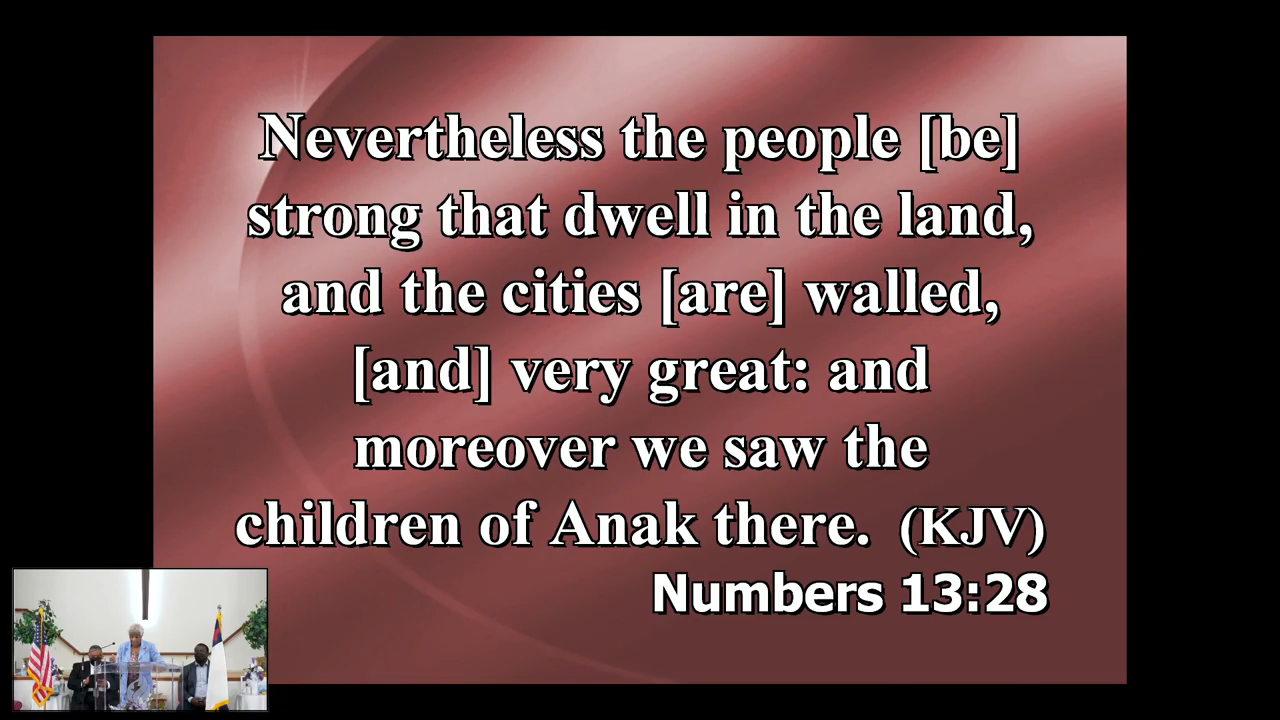 Nevertheless the people [be]
strong that dwell in the land,
and the cities [are] walled,
[and] very great: and
moreover we saw the
children of Anak there. (KJV)
Numbers 13:28